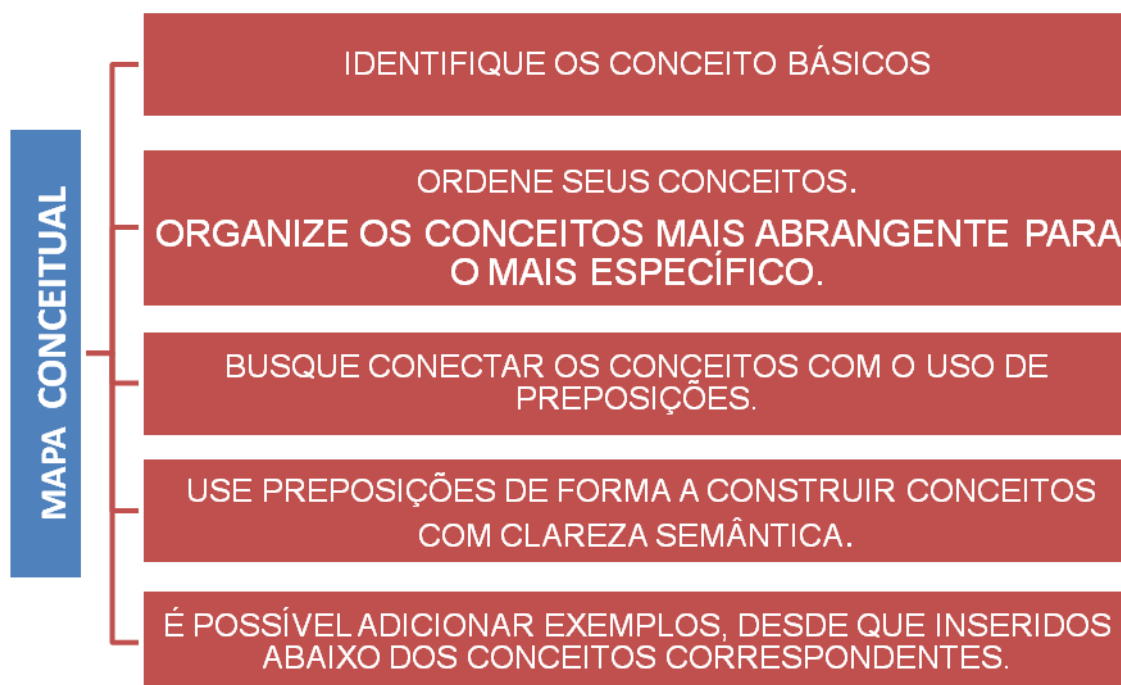 MAPA CONCEITUAL
IDENTIFIQUE OS CONCEITO BÁSICOS
ORDENE SEUS CONCEITOS.
ORGANIZE OS CONCEITOS MAIS ABRANGENTE PARA
O MAIS ESPECÍFICO.
BUSQUE CONECTAR OS CONCEITOS COM O USO DE
PREPOSIÇÕES.
USE PREPOSIÇÕES DE FORMA A CONSTRUIR CONCEITOS
COM CLAREZA SEMÂNTICA.
É POSSÍVEL ADICIONAR EXEMPLOS, DESDE QUE INSERIDOS
ABAIXO DOS CONCEITOS CORRESPONDENTES.